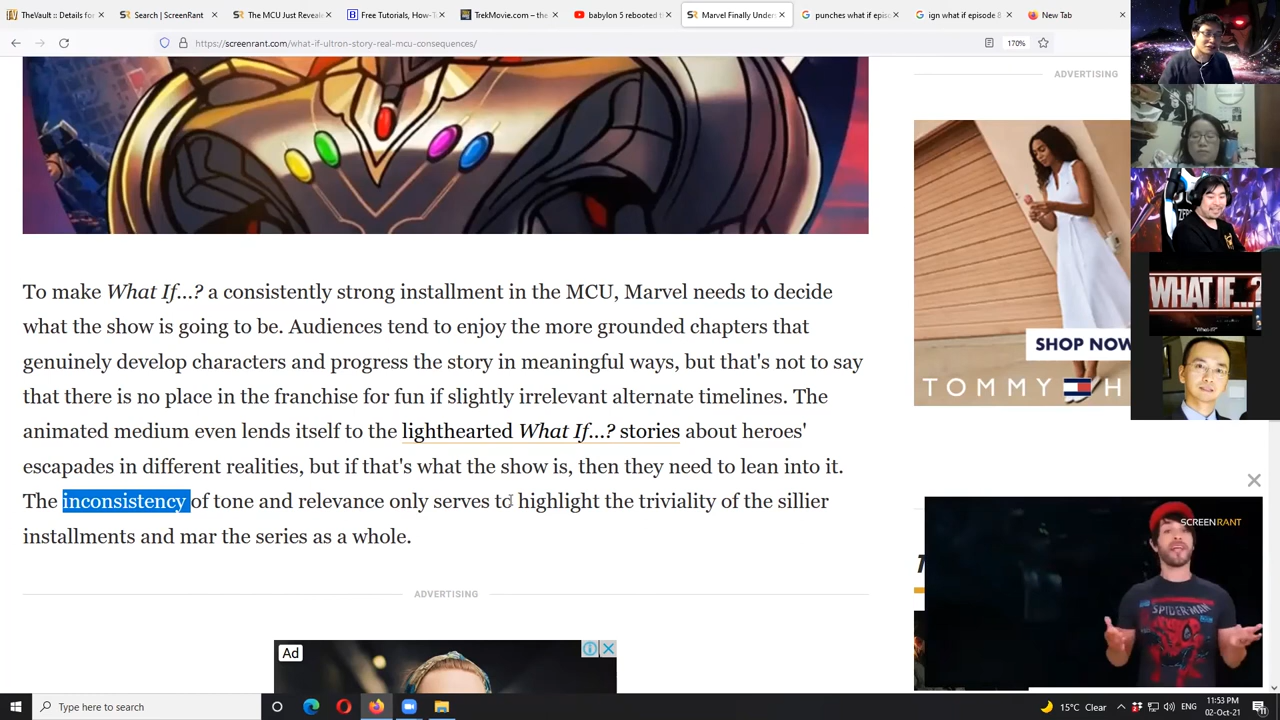 TheVault :: Details fo
Search | ScreenRant
The MCU Just Reveal
Free Tutorials, How-T
TrekMovie.com – the
babylon 5 rebooted t
Marvel Finally Under
punches what if epis
ign what if episode 8
New Tab
https://screenrant.com/what-if-ultron-story-real-mcu-consequences/
170%
ADVERTISING
SHOP NOW
TOMMY H
WHAT IF...?
To make What If...? a consistently strong installment in the MCU, Marvel needs to decide
what the show is going to be. Audiences tend to enjoy the more grounded chapters that
genuinely develop characters and progress the story in meaningful ways, but that's not to say
that there is no place in the franchise for fun if slightly irrelevant alternate timelines. The
animated medium even lends itself to the lighthearted What If...? stories about heroes'
escapades in different realities, but if that's what the show is, then they need to lean into it.
The inconsistency of tone and relevance only serves to highlight the triviality of the sillier
installments and mar the series as a whole.
SCREENRANT
SPIDER-MAN
ADVERTISING
Ad
Type here to search
15°C Clear
ENG
11:53 PM
02-Oct-21